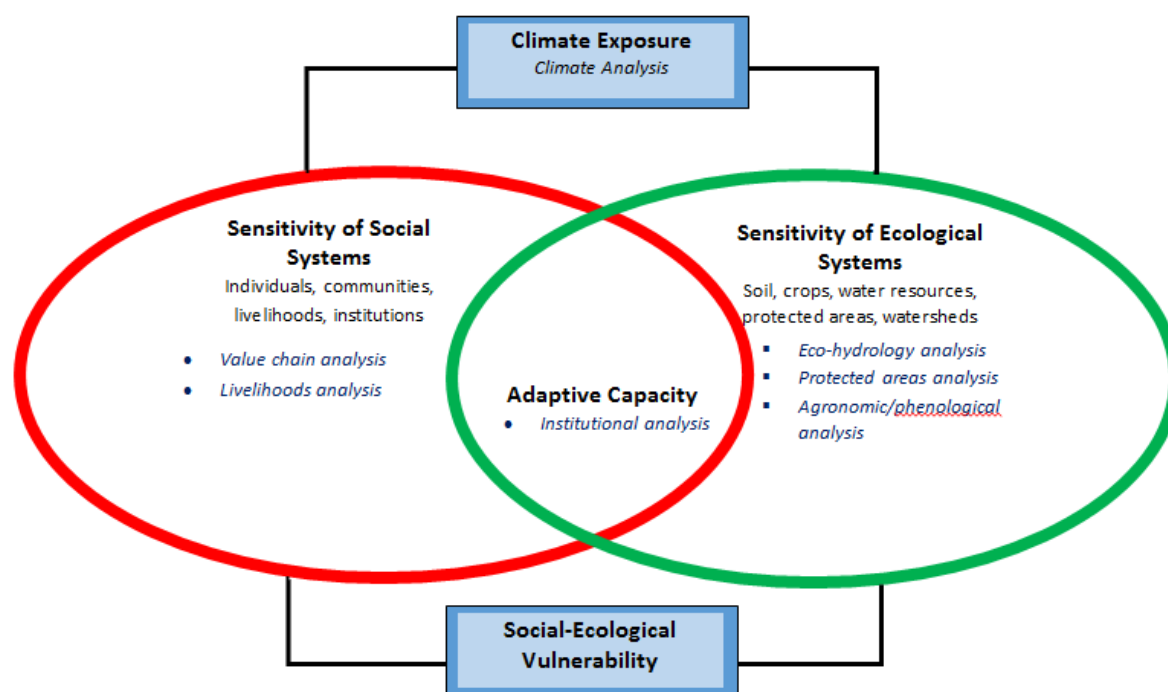 Climate Exposure
Climate Analysis
Sensitivity of Social
Systems
Individuals, communities,
livelihoods, institutions
• Value chain analysis
• Livelihoods analysis
Adaptive Capacity
• Institutional analysis
Sensitivity of Ecological
Systems
Soil, crops, water resources,
protected areas, watersheds
▪ Eco-hydrology analysis
▪ Protected areas analysis
▪ Agronomic/phenological
analysis
Social-Ecological
Vulnerability